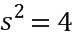 s² = 4